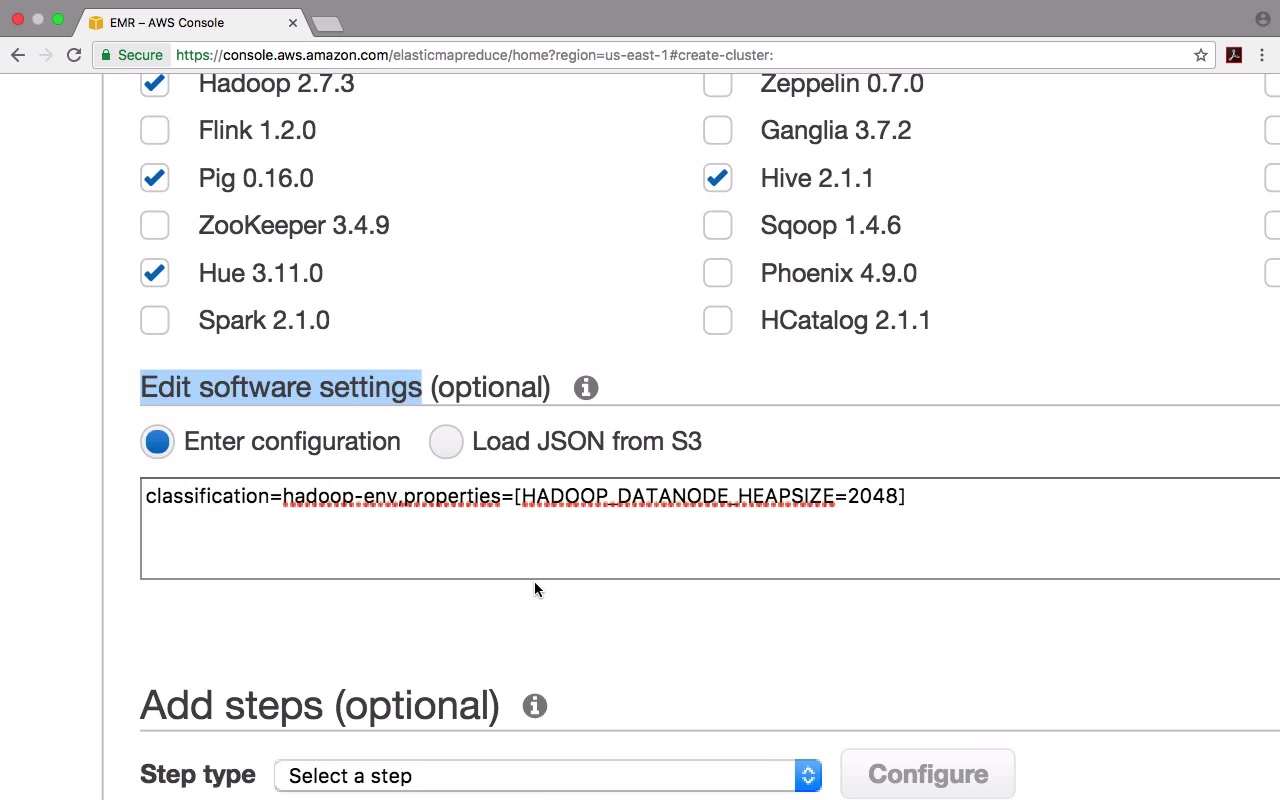 EMR – AWS Console
Secure https://console.aws.amazon.com/elasticmapreduce/home?region=us-east-1#create-cluster:
Hadoop 2.7.3 Zeppelin 0.7.0
Flink 1.2.0 Ganglia 3.7.2
Pig 0.16.0 Hive 2.1.1
ZooKeeper 3.4.9 Sqoop 1.4.6
Hue 3.11.0 Phoenix 4.9.0
Spark 2.1.0 HCatalog 2.1.1
Edit software settings (optional)
Enter configuration Load JSON from S3
classification=hadoop-env,properties=[HADOOP_DATANODE_HEAPSIZE=2048]
Add steps (optional)
Step type Select a step Configure